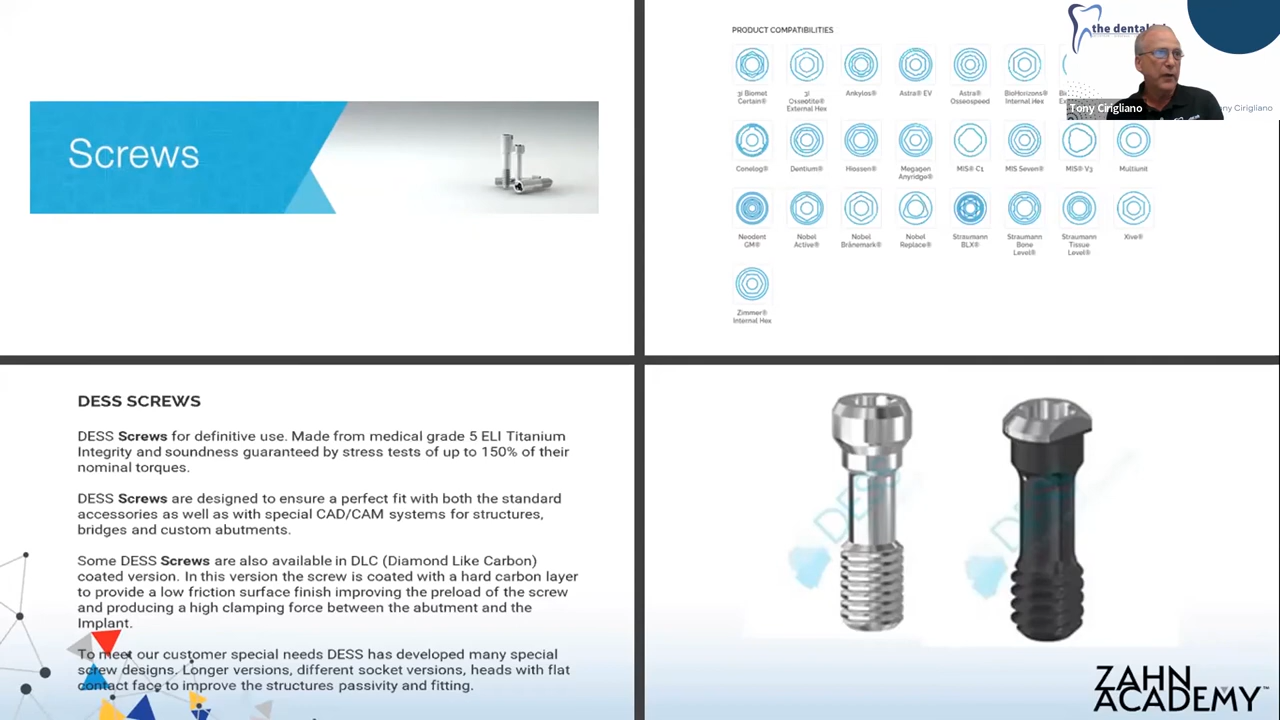 Screws
PRODUCT COMPATIBILITIES
the dental
Tony Cirigliano
ny Cirigliano
3i Biomet
Certain®
3i
Osseotite®
External Hex
Ankylos®
Astra® EV
Astra®
Osseospeed
BioHorizons®
Internal Hex
Conelog®
Dentium®
Hiossen®
Megagen
Anyridge®
MIS® C1
MIS Seven®
MIS® V3
Multiunit
Neodent
GM®
Nobel
Active®
Nobel
Brånemark®
Nobel
Replace®
Straumann
BLX®
Straumann
Bone
Level®
Straumann
Tissue
Level®
Xive®
Zimmer®
Internal Hex
DESS SCREWS
DESS Screws for definitive use. Made from medical grade 5 ELI Titanium
Integrity and soundness guaranteed by stress tests of up to 150% of their
nominal torques.
DESS Screws are designed to ensure a perfect fit with both the standard
accessories as well as with special CAD/CAM systems for structures,
bridges and custom abutments.
Some DESS Screws are also available in DLC (Diamond Like Carbon)
coated version. In this version the screw is coated with a hard carbon layer
to provide a low friction surface finish improving the preload of the screw
and producing a high clamping force between the abutment and the
Implant.
To meet our customer special needs DESS has developed many special
screw designs. Longer versions, different socket versions, heads with flat
contact face to improve the structures passivity and fitting.
ZAHN
ACADEMY™